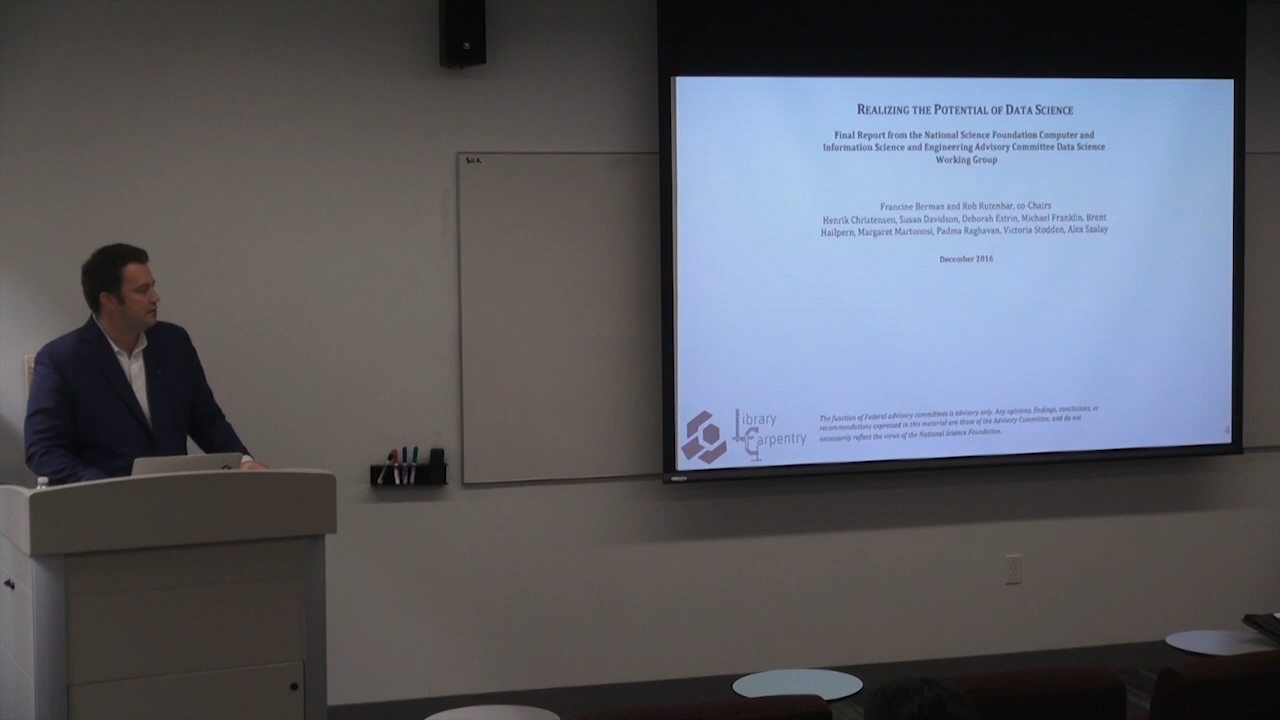 REALIZING THE POTENTIAL OF DATA SCIENCE
Final Report from the National Science Foundation Computer and
Information Science and Engineering Advisory Committee Data Science
Working Group
Francine Berman and Rob Rutenbar, co-Chairs
Henrik Christensen, Susan Davidson, Deborah Estrin, Michael Franklin, Brent
Hailpern, Margaret Martonosi, Padma Raghavan, Victoria Stodden, Alex Szalay
December 2016
Library
Carpentry
The function of Federal advisory committees is advisory only. Any opinions, findings, conclusions, or
recommendations expressed in this material are those of the Advisory Committee, and do not
necessarily reflect the views of the National Science Foundation.
4